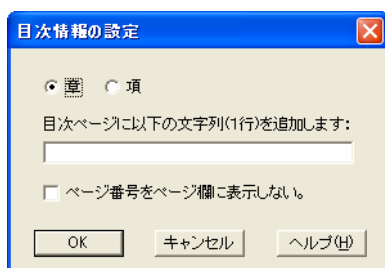 目次情報の設定
章 項
目次ページに以下の文字列(1行)を追加します:
ページ番号をページ欄に表示しない。
OK キャンセル ヘルプ(H)